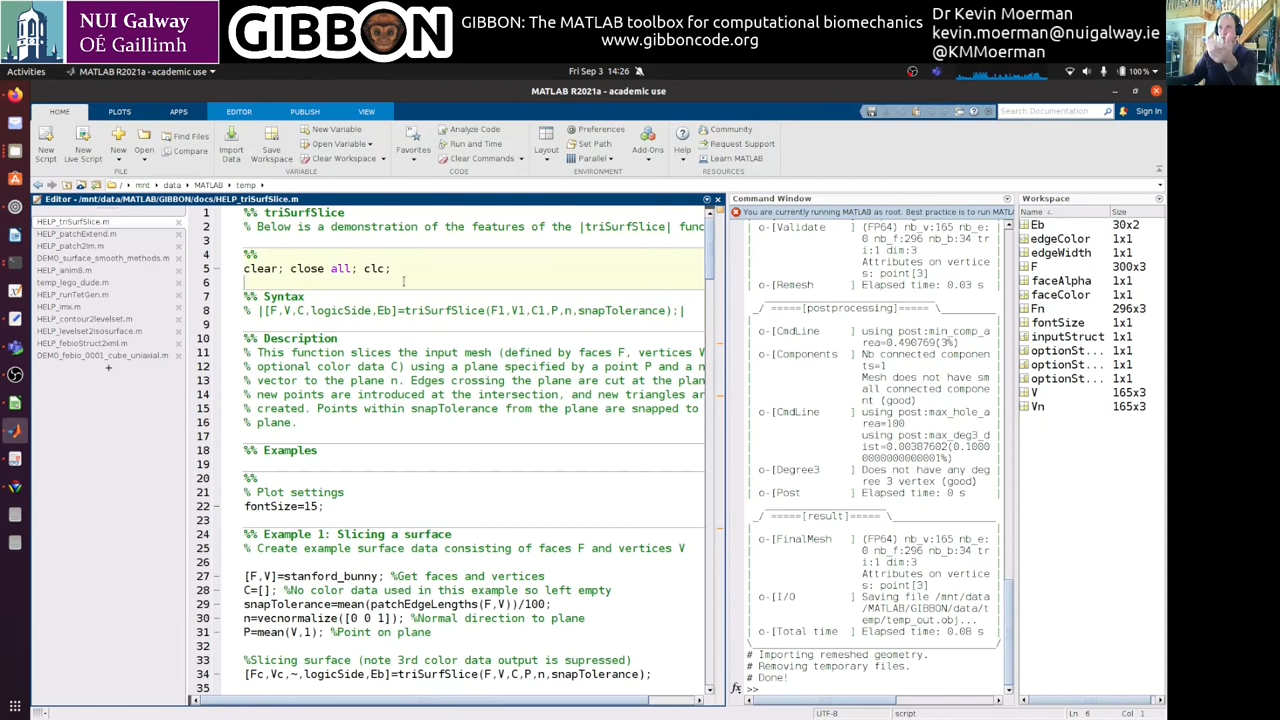 NUI Galway
OÉ Gaillimh
GIBBON
GIBBON: The MATLAB toolbox for computational biomechanics
www.gibboncode.org
Dr Kevin Moerman
kevin.moerman@nuigalway.ie
@KMMoerman
Activities
MATLAB R2021a - academic use
Fri Sep 3 14:26
100 %
MATLAB R2021a - academic use
HOME
PLOTS
APPS
EDITOR
PUBLISH
VIEW
Search Documentation
Sign In
New Script
New Live Script
New
Open
Find Files
Compare
FILE
Import Data
Save Workspace
New Variable
Open Variable
Clear Workspace
VARIABLE
Favorites
Analyze Code
Run and Time
Clear Commands
CODE
Layout
Preferences
Set Path
Parallel
Add-Ons
ENVIRONMENT
Help
Community
Request Support
Learn MATLAB
RESOURCES
/ mnt data MATLAB temp
Editor - /mnt/data/MATLAB/GIBBON/docs/HELP_triSurfSlice.m
HELP_triSurfSlice.m
HELP_patchExtend.m
HELP_patch2Im.m
DEMO_surface_smooth_methods.m
HELP_anim8.m
temp_lego_dude.m
HELP_runTetGen.m
HELP_imx.m
HELP_contour2levelset.m
HELP_levelset2isosurface.m
HELP_febioStruct2xml.m
DEMO_febio_0001_cube_uniaxial.m
1 %% triSurfSlice
2 % Below is a demonstration of the features of the |triSurfSlice| func
3
4 %%
5 clear; close all; clc;
6
7 %% Syntax
8 % |[F,V,C,logicSide,Eb]=triSurfSlice(F1,V1,C1,P,n,snapTolerance);|
9
10 %% Description
11 % This function slices the input mesh (defined by faces F, vertices V
12 % optional color data C) using a plane specified by a point P and a n
13 % vector to the plane n. Edges crossing the plane are cut at the plan
14 % new points are introduced at the intersection, and new triangles ar
15 % created. Points within snapTolerance from the plane are snapped to
16 % plane.
17
18 %% Examples
19
20 %%
21 % Plot settings
22 fontSize=15;
23
24 %% Example 1: Slicing a surface
25 % Create example surface data consisting of faces F and vertices V
26
27 [F,V]=stanford_bunny; %Get faces and vertices
28 C=[]; %No color data used in this example so left empty
29 snapTolerance=mean(patchEdgeLengths(F,V))/100;
30 n=vecnormalize([0 0 1]); %Normal direction to plane
31 P=mean(V,1); %Point on plane
32
33 %Slicing surface (note 3rd color data output is supressed)
34 [Fc,Vc,~,logicSide,Eb]=triSurfSlice(F,V,C,P,n,snapTolerance);
35
Command Window
You are currently running MATLAB as root. Best practice is to run MATL
o-[Validate ] (FP64) nb_v:165 nb_e:
0 nb_f:296 nb_b:34 tr
i:1 dim:3
Attributes on vertice
s: point[3]
o-[Remesh ] Elapsed time: 0.03 s
_/ =====[postprocessing]===== \_
o-[CmdLine ] using post:min_comp_a
rea=0.490769(3%)
o-[Components ] Nb connected componen
ts=1
Mesh does not have sm
all connected compone
nt (good)
o-[CmdLine ] using post:max_hole_a
rea=100
using post:max_deg3_d
ist=0.00387602(0.1000
0000000000001%)
o-[Degree3 ] Does not have any deg
ree 3 vertex (good)
o-[Post ] Elapsed time: 0 s
_/ =====[result]===== \_
o-[FinalMesh ] (FP64) nb_v:165 nb_e:
0 nb_f:296 nb_b:34 tr
i:1 dim:3
Attributes on vertice
s: point[3]
o-[I/O ] Saving file /mnt/data
/MATLAB/GIBBON/data/t
emp/temp_out.obj...
o-[Total time ] Elapsed time: 0.08 s
# Importing remeshed geometry.
# Removing temporary files.
# Done!
fx >>
Workspace
Name Size
Eb 30x2
edgeColor 1x1
edgeWidth 1x1
F 300x3
faceAlpha 1x1
faceColor 1x1
Fn 296x3
fontSize 1x1
inputStruct 1x1
optionSt... 1x1
optionSt... 1x1
optionSt... 1x1
V 165x3
Vn 165x3
UTF-8
script
Ln 6 Col 1